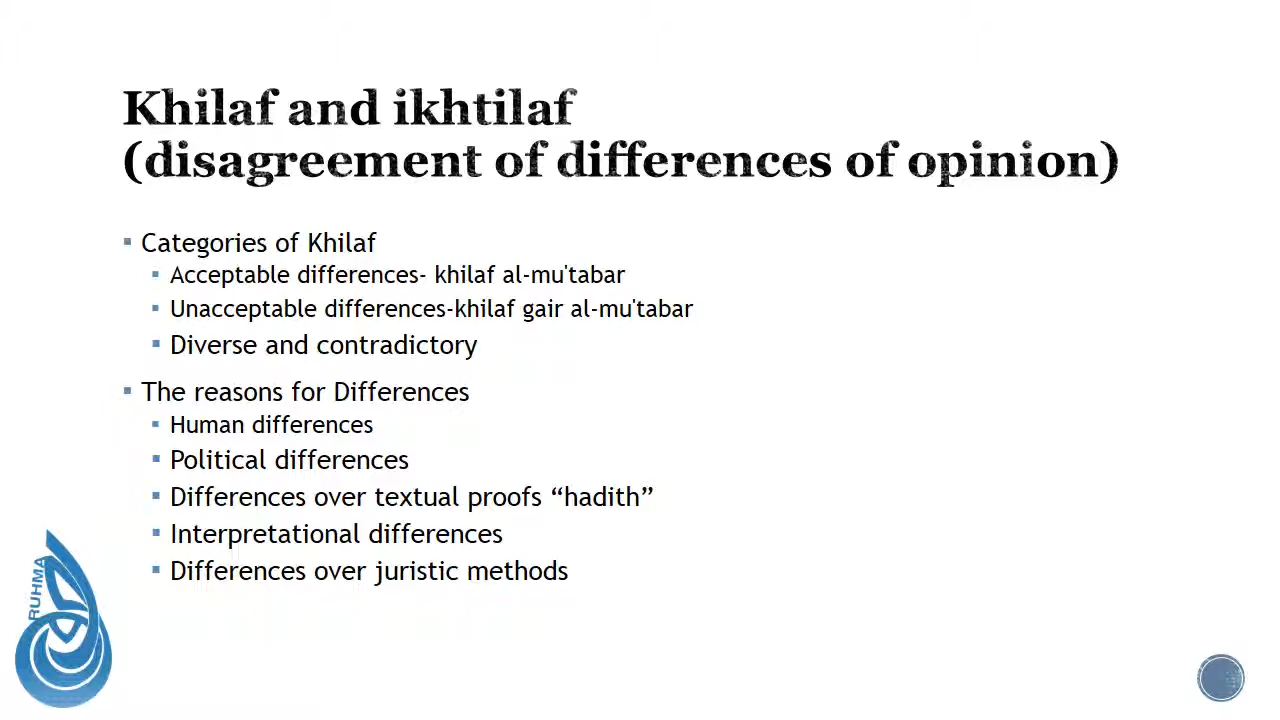 Khilaf and ikhtilaf
(disagreement of differences of opinion)
Categories of Khilaf
Acceptable differences- khilaf al-mu'tabar
Unacceptable differences-khilaf gair al-mu'tabar
Diverse and contradictory
The reasons for Differences
Human differences
Political differences
Differences over textual proofs “hadith”
Interpretational differences
Differences over juristic methods
RUHMA